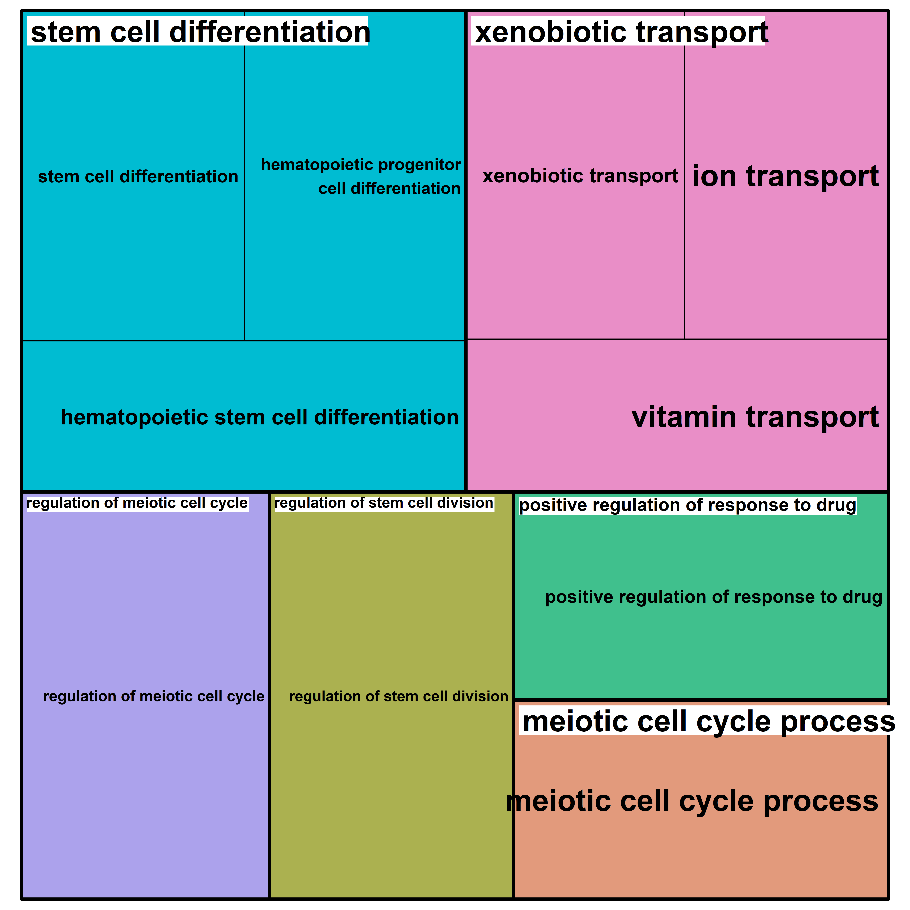 stem cell differentiation
stem cell differentiation
hematopoietic progenitor
cell differentiation
hematopoietic stem cell differentiation
xenobiotic transport
xenobiotic transport
ion transport
vitamin transport
regulation of meiotic cell cycle
regulation of meiotic cell cycle
regulation of stem cell division
regulation of stem cell division
positive regulation of response to drug
positive regulation of response to drug
meiotic cell cycle process
meiotic cell cycle process